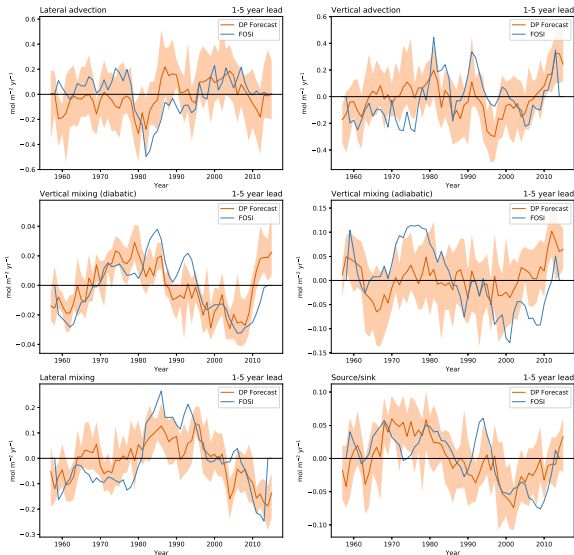 Lateral advection 1-5 year lead
0.6
0.4
0.2
0.0
−0.2
−0.4
−0.6
mol m⁻² yr⁻¹
DP Forecast
FOSI
1960 1970 1980 1990 2000 2010
Year
Vertical advection 1-5 year lead
0.6
0.4
0.2
0.0
−0.2
−0.4
mol m⁻² yr⁻¹
DP Forecast
FOSI
1960 1970 1980 1990 2000 2010
Year
Vertical mixing (diabatic) 1-5 year lead
0.04
0.02
0.00
−0.02
−0.04
mol m⁻² yr⁻¹
DP Forecast
FOSI
1960 1970 1980 1990 2000 2010
Year
Vertical mixing (adiabatic) 1-5 year lead
0.15
0.10
0.05
0.00
−0.05
−0.10
−0.15
mol m⁻² yr⁻¹
DP Forecast
FOSI
1960 1970 1980 1990 2000 2010
Year
Lateral mixing 1-5 year lead
0.2
0.1
0.0
−0.1
−0.2
−0.3
mol m⁻² yr⁻¹
DP Forecast
FOSI
1960 1970 1980 1990 2000 2010
Year
Source/sink 1-5 year lead
0.10
0.05
0.00
−0.05
−0.10
mol m⁻² yr⁻¹
DP Forecast
FOSI
1960 1970 1980 1990 2000 2010
Year